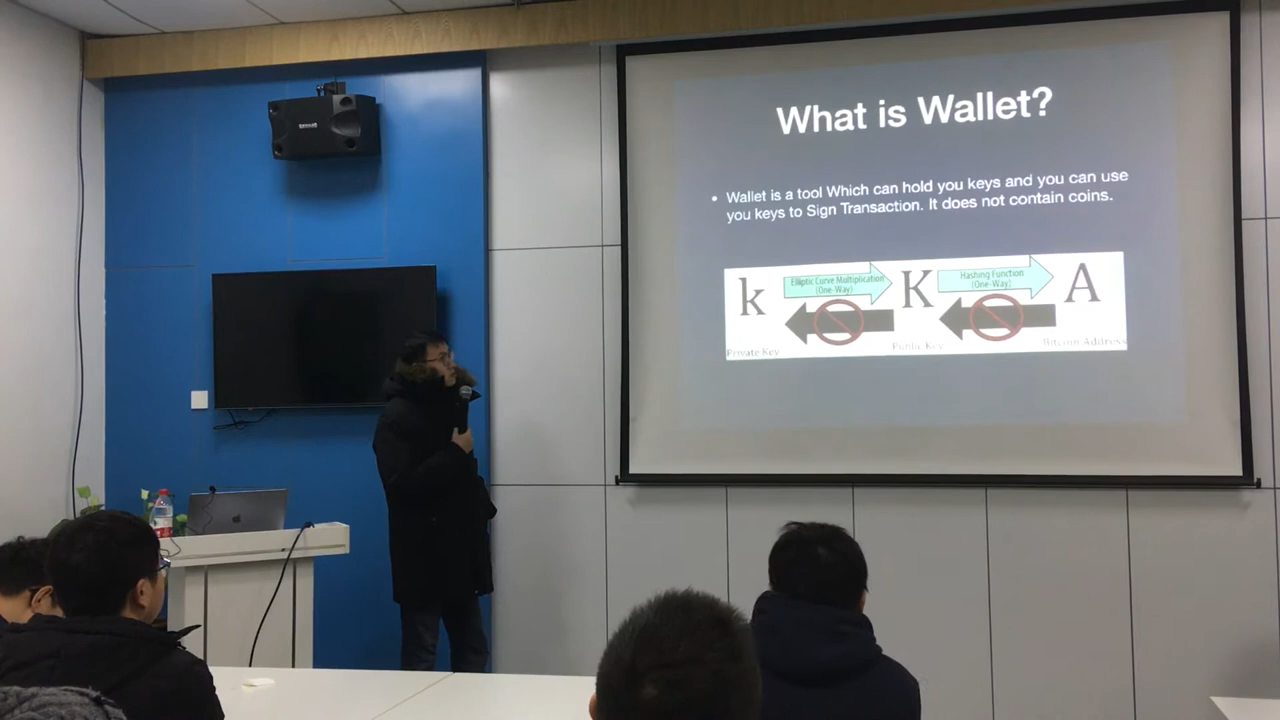 What is Wallet?
• Wallet is a tool Which can hold you keys and you can use
you keys to Sign Transaction. It does not contain coins.
k
Elliptic Curve Multiplication
(One-Way)
K
Hashing Function
(One-Way)
A
Private Key
Public Key
Bitcoin Address